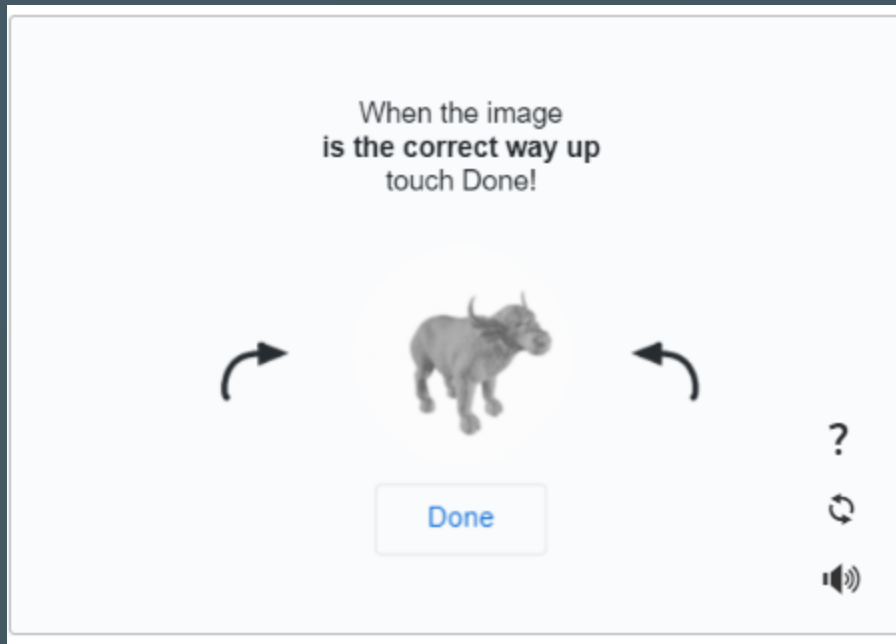 When the image
is the correct way up
touch Done!
Done
?